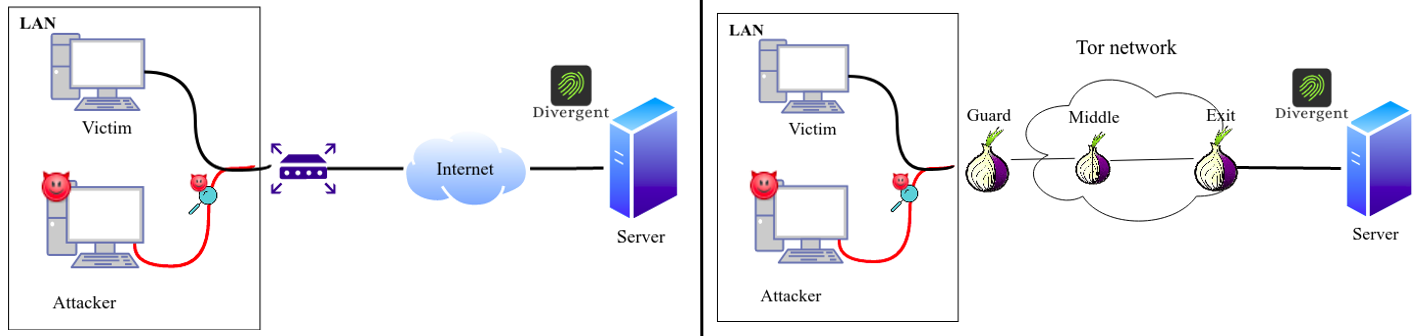 LAN
Victim
Attacker
Internet
Divergent
Server
LAN
Victim
Attacker
Tor network
Guard
Middle
Exit
Divergent
Server